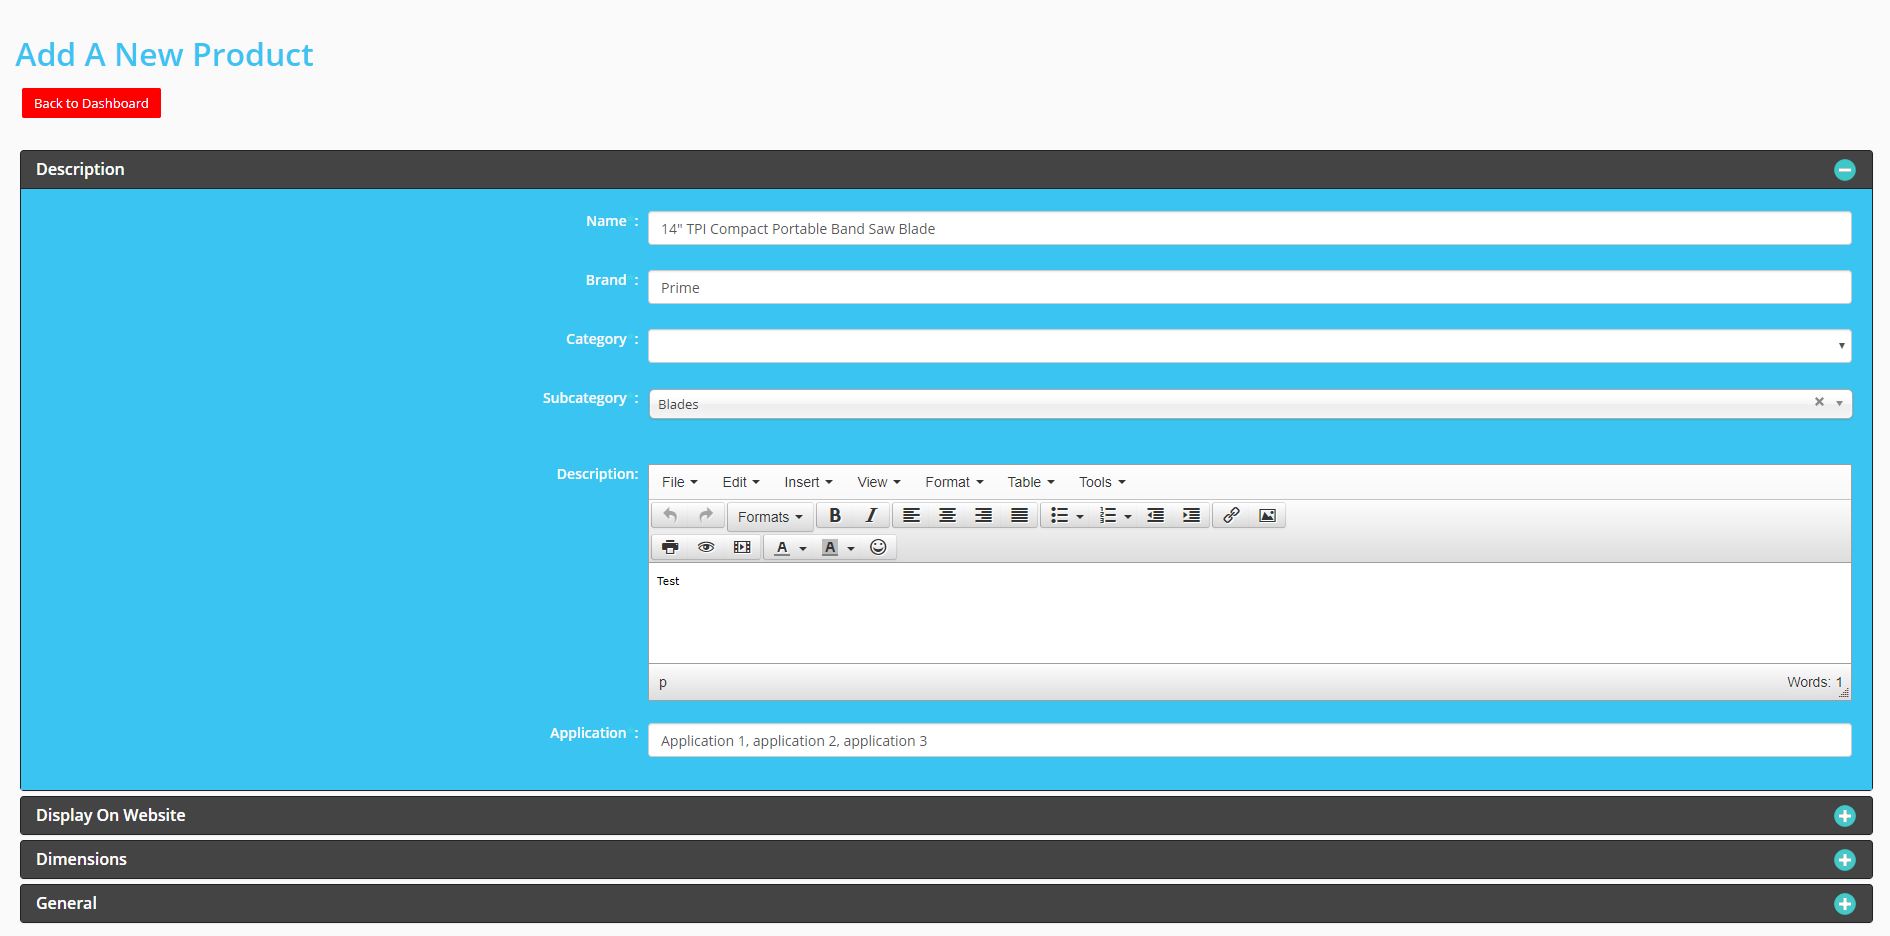 Add A New Product
Back to Dashboard
Description
Name :
14" TPI Compact Portable Band Saw Blade
Brand :
Prime
Category :
Subcategory :
Blades
Description:
File Edit Insert View Format Table Tools
Formats B I
A A
Test
p Words: 1
Application :
Application 1, application 2, application 3
Display On Website
Dimensions
General